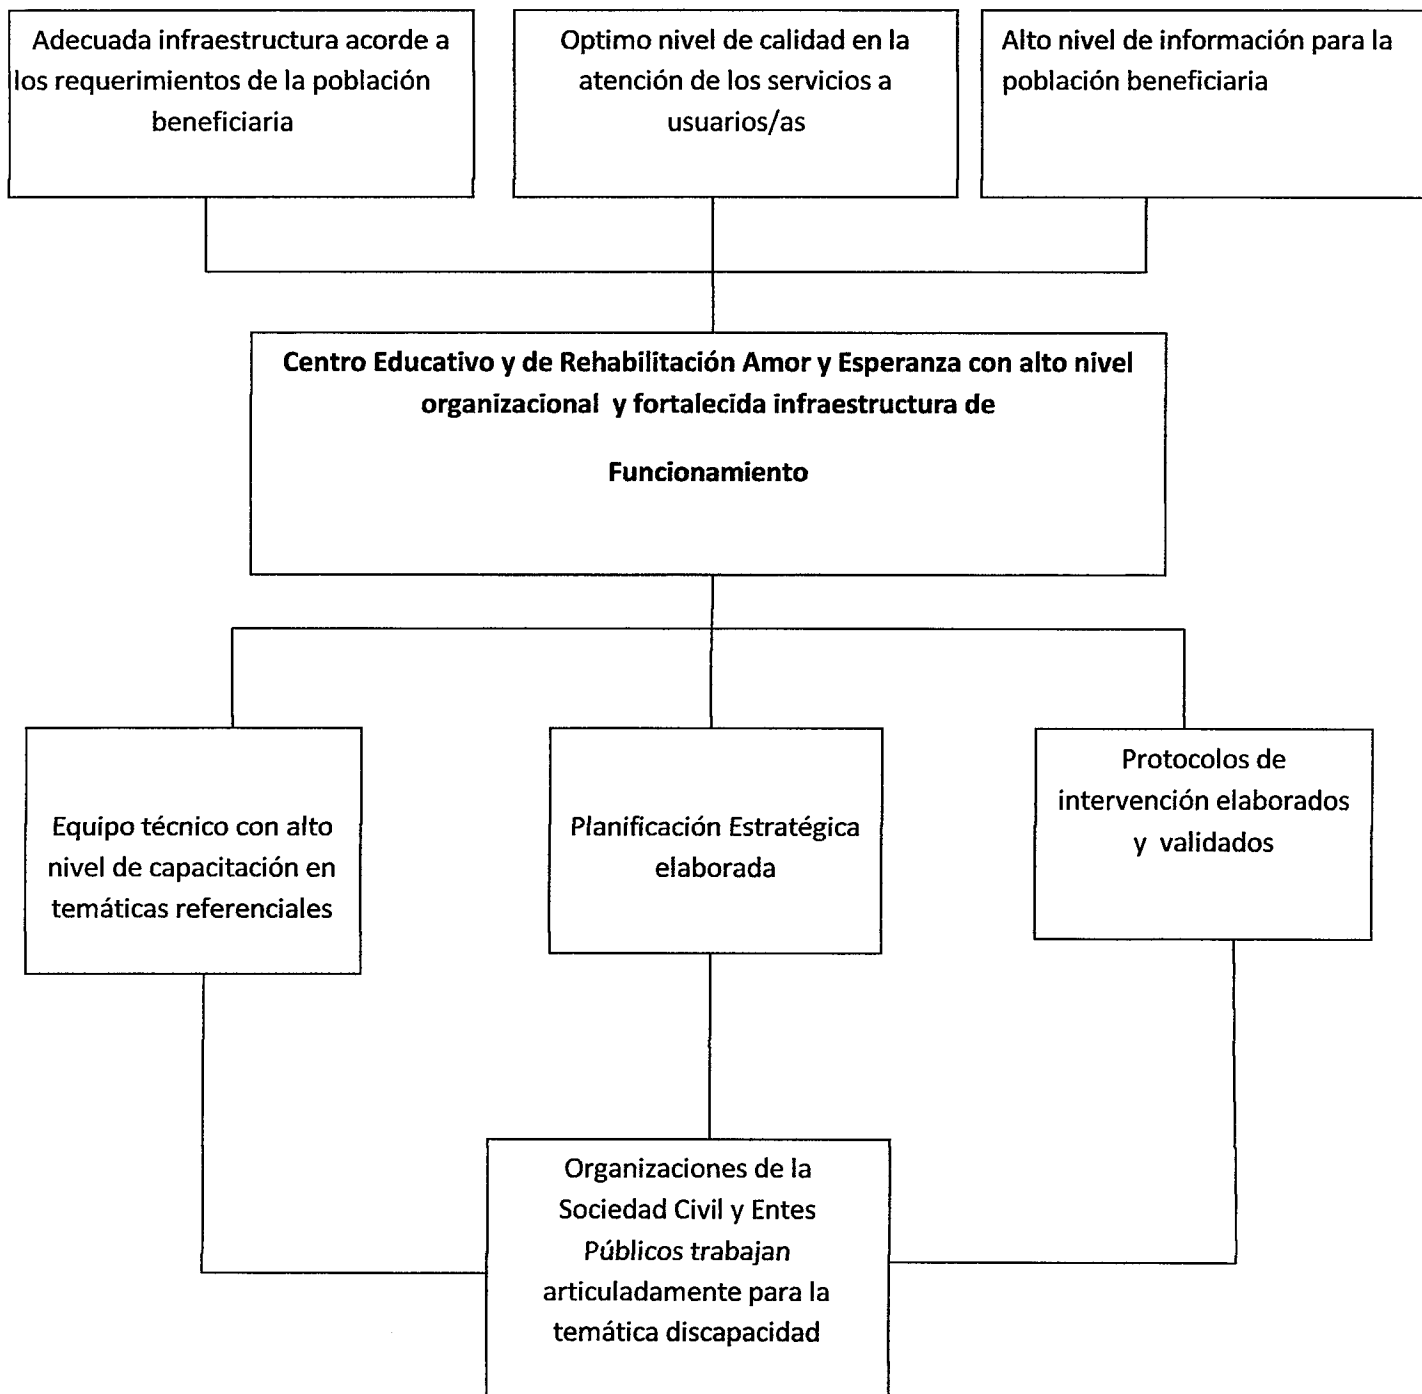 Adecuada infraestructura acorde a
los requerimientos de la población
beneficiaria
Optimo nivel de calidad en la
atención de los servicios a
usuarios/as
Alto nivel de información para la
población beneficiaria
Centro Educativo y de Rehabilitación Amor y Esperanza con alto nivel
organizacional y fortalecida infraestructura de
Funcionamiento
Equipo técnico con alto
nivel de capacitación en
temáticas referenciales
Planificación Estratégica
elaborada
Protocolos de
intervención elaborados
y validados
Organizaciones de la
Sociedad Civil y Entes
Públicos trabajan
articuladamente para la
temática discapacidad